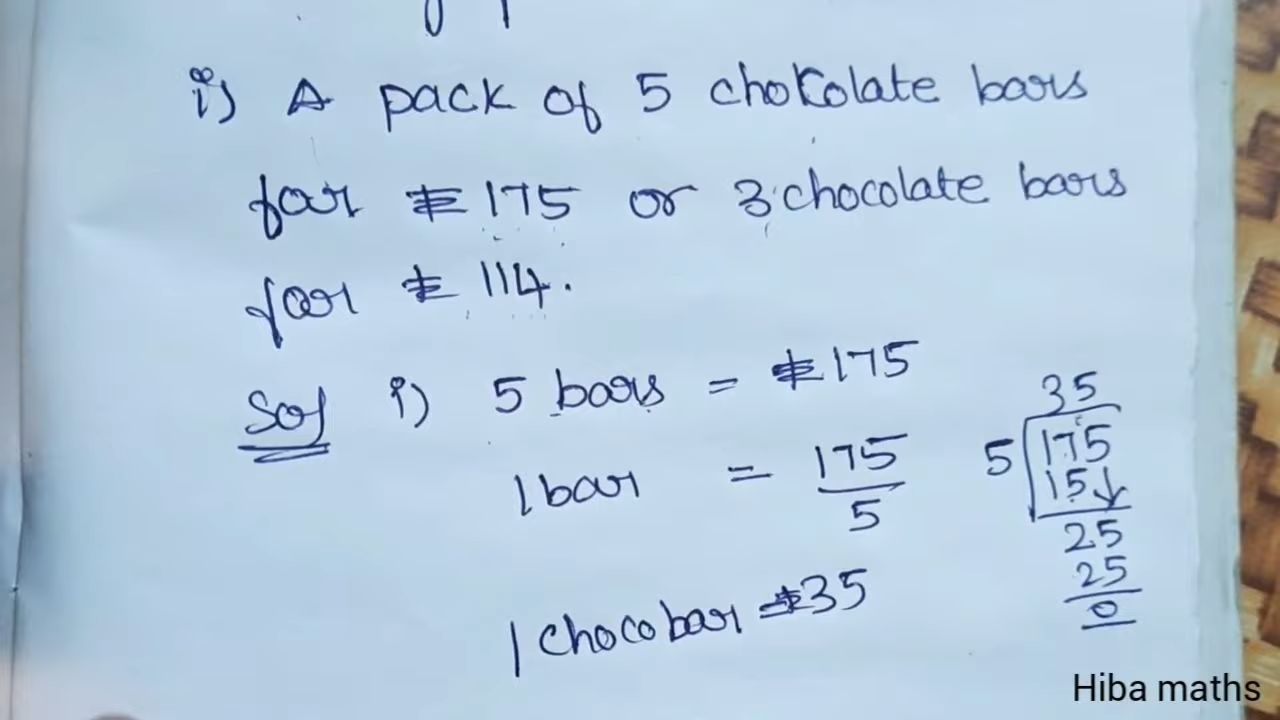 i) A pack of 5 chokolate bars
for ₹ 175 or 3 chocolate bars
for ₹ 114.
Sol i) 5 bars = ₹ 175
1 bar = 175/5
1 Chocobar = ₹35
35
5 175
15
25
25
0
Hiba maths